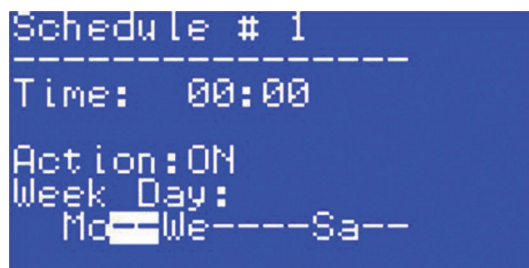 Schedule # 1
----------------
Time:  00:00
Action:ON
Week Day:
Mo--We----Sa--